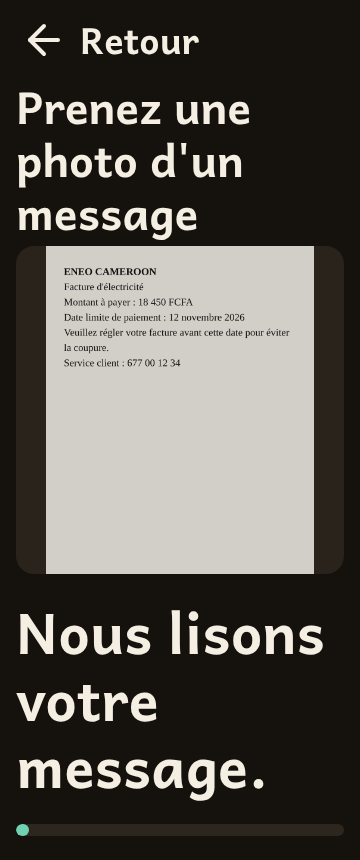 Retour
Prenez une
photo d'un
message
ENEO CAMEROON
Facture d'électricité
Montant à payer : 18 450 FCFA
Date limite de paiement : 12 novembre 2026
Veuillez régler votre facture avant cette date pour éviter
la coupure.
Service client : 677 00 12 34
Nous lisons
votre
message.